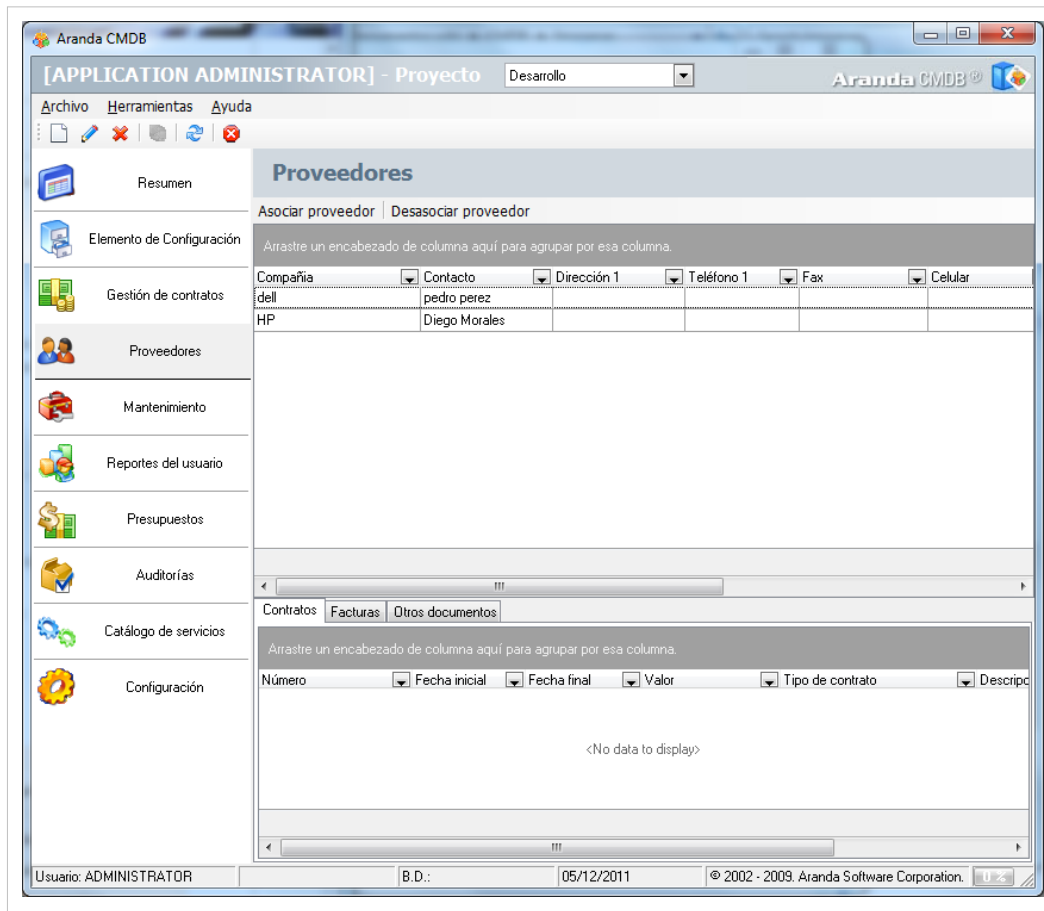 Aranda CMDB
[APPLICATION ADMINISTRATOR] - Proyecto Desarrollo Aranda CMDB®
Archivo Herramientas Ayuda
Resumen
Elemento de Configuración
Gestión de contratos
Proveedores
Mantenimiento
Reportes del usuario
Presupuestos
Auditorías
Catálogo de servicios
Configuración
Proveedores
Asociar proveedor Desasociar proveedor
Arrastre un encabezado de columna aquí para agrupar por esa columna.
Compañia Contacto Dirección 1 Teléfono 1 Fax Celular
dell pedro perez
HP Diego Morales
Contratos Facturas Otros documentos
Arrastre un encabezado de columna aquí para agrupar por esa columna.
Número Fecha inicial Fecha final Valor Tipo de contrato Descripc
<No data to display>
Usuario: ADMINISTRATOR B.D.: 05/12/2011 © 2002 - 2009. Aranda Software Corporation. 0 %